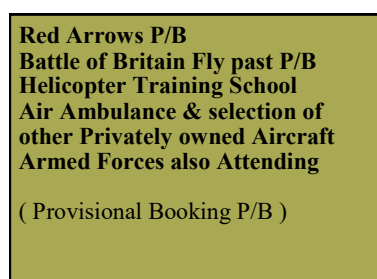 Red Arrows P/B
Battle of Britain Fly past P/B
Helicopter Training School
Air Ambulance & selection of
other Privately owned Aircraft
Armed Forces also Attending
( Provisional Booking P/B )